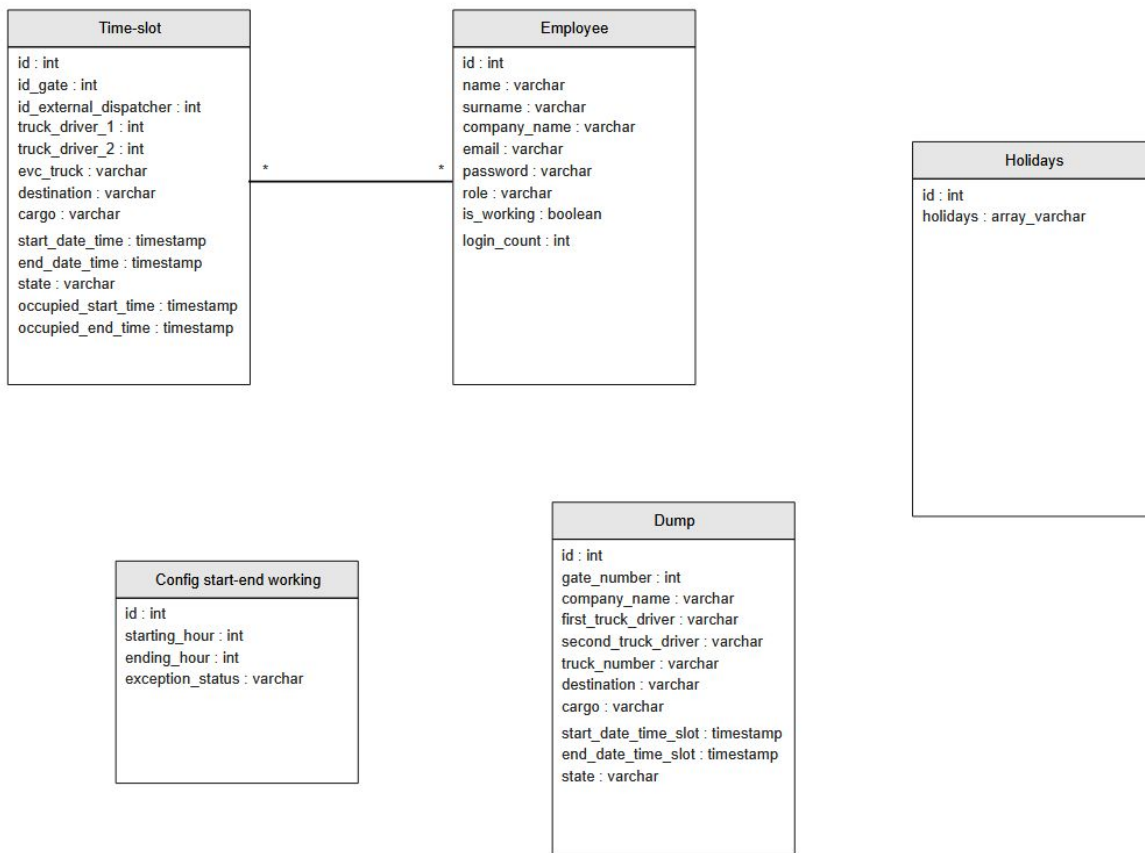 Time-slot
id : int
id_gate : int
id_external_dispatcher : int
truck_driver_1 : int
truck_driver_2 : int
evc_truck : varchar
destination : varchar
cargo : varchar
start_date_time : timestamp
end_date_time : timestamp
state : varchar
occupied_start_time : timestamp
occupied_end_time : timestamp
* *
Employee
id : int
name : varchar
surname : varchar
company_name : varchar
email : varchar
password : varchar
role : varchar
is_working : boolean
login_count : int
Holidays
id : int
holidays : array_varchar
Config start-end working
id : int
starting_hour : int
ending_hour : int
exception_status : varchar
Dump
id : int
gate_number : int
company_name : varchar
first_truck_driver : varchar
second_truck_driver : varchar
truck_number : varchar
destination : varchar
cargo : varchar
start_date_time_slot : timestamp
end_date_time_slot : timestamp
state : varchar